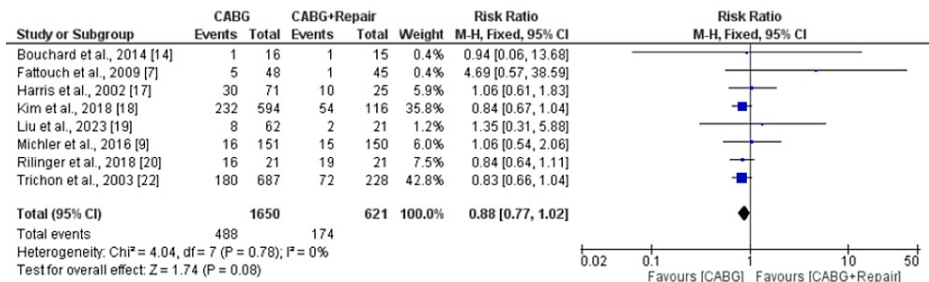 CABG CABG+Repair Risk Ratio Risk Ratio
Study or Subgroup Events Total Events Total Weight M-H, Fixed, 95% CI M-H, Fixed, 95% CI
Bouchard et al., 2014 [14] 1 16 1 15 0.4% 0.94 [0.06, 13.68]
Fattouch et al., 2009 [7] 5 48 1 45 0.4% 4.69 [0.57, 38.59]
Harris et al., 2002 [17] 30 71 10 25 5.9% 1.06 [0.61, 1.83]
Kim et al., 2018 [18] 232 594 54 116 35.8% 0.84 [0.67, 1.04]
Liu et al., 2023 [19] 8 62 2 21 1.2% 1.35 [0.31, 5.88]
Michler et al., 2016 [9] 16 151 15 150 6.0% 1.06 [0.54, 2.06]
Rilinger et al., 2018 [20] 16 21 19 21 7.5% 0.84 [0.64, 1.11]
Trichon et al., 2003 [22] 180 687 72 228 42.8% 0.83 [0.66, 1.04]
Total (95% CI) 1650 621 100.0% 0.88 [0.77, 1.02]
Total events 488 174
Heterogeneity: Chi² = 4.04, df = 7 (P = 0.78); I² = 0%
Test for overall effect: Z = 1.74 (P = 0.08)
0.02 0.1 1 10 50
Favours [CABG] Favours [CABG+Repair]